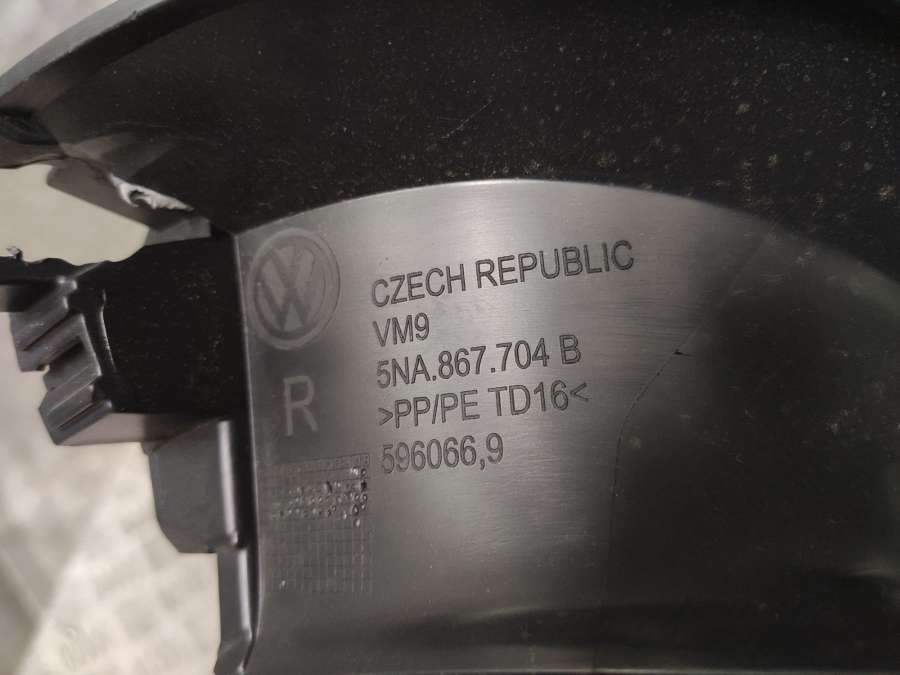 CZECH REPUBLIC
VM9
5NA.867.704 B
>PP/PE TD16<
596066,9
R